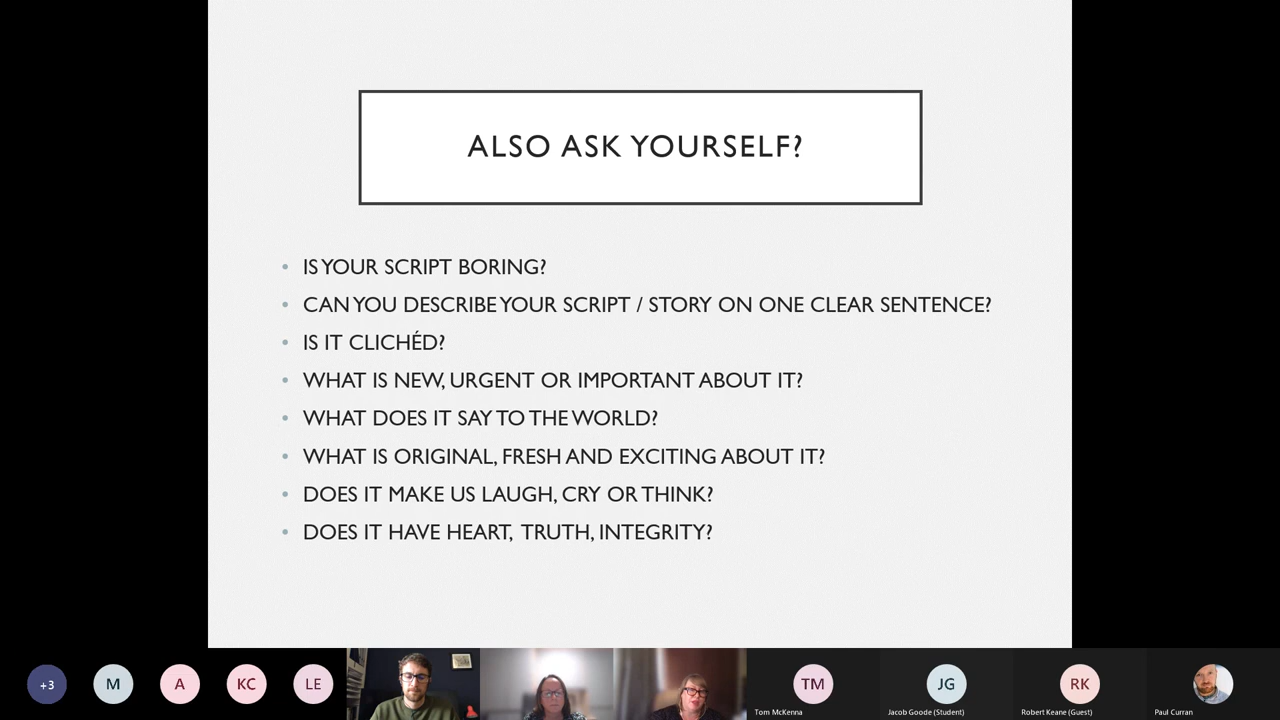 ALSO ASK YOURSELF?
• IS YOUR SCRIPT BORING?
• CAN YOU DESCRIBE YOUR SCRIPT / STORY ON ONE CLEAR SENTENCE?
• IS IT CLICHÉD?
• WHAT IS NEW, URGENT OR IMPORTANT ABOUT IT?
• WHAT DOES IT SAY TO THE WORLD?
• WHAT IS ORIGINAL, FRESH AND EXCITING ABOUT IT?
• DOES IT MAKE US LAUGH, CRY OR THINK?
• DOES IT HAVE HEART, TRUTH, INTEGRITY?
+3 M A KC LE TM JG RK
Tom McKenna Jacob Goode (Student) Robert Keane (Guest) Paul Curran